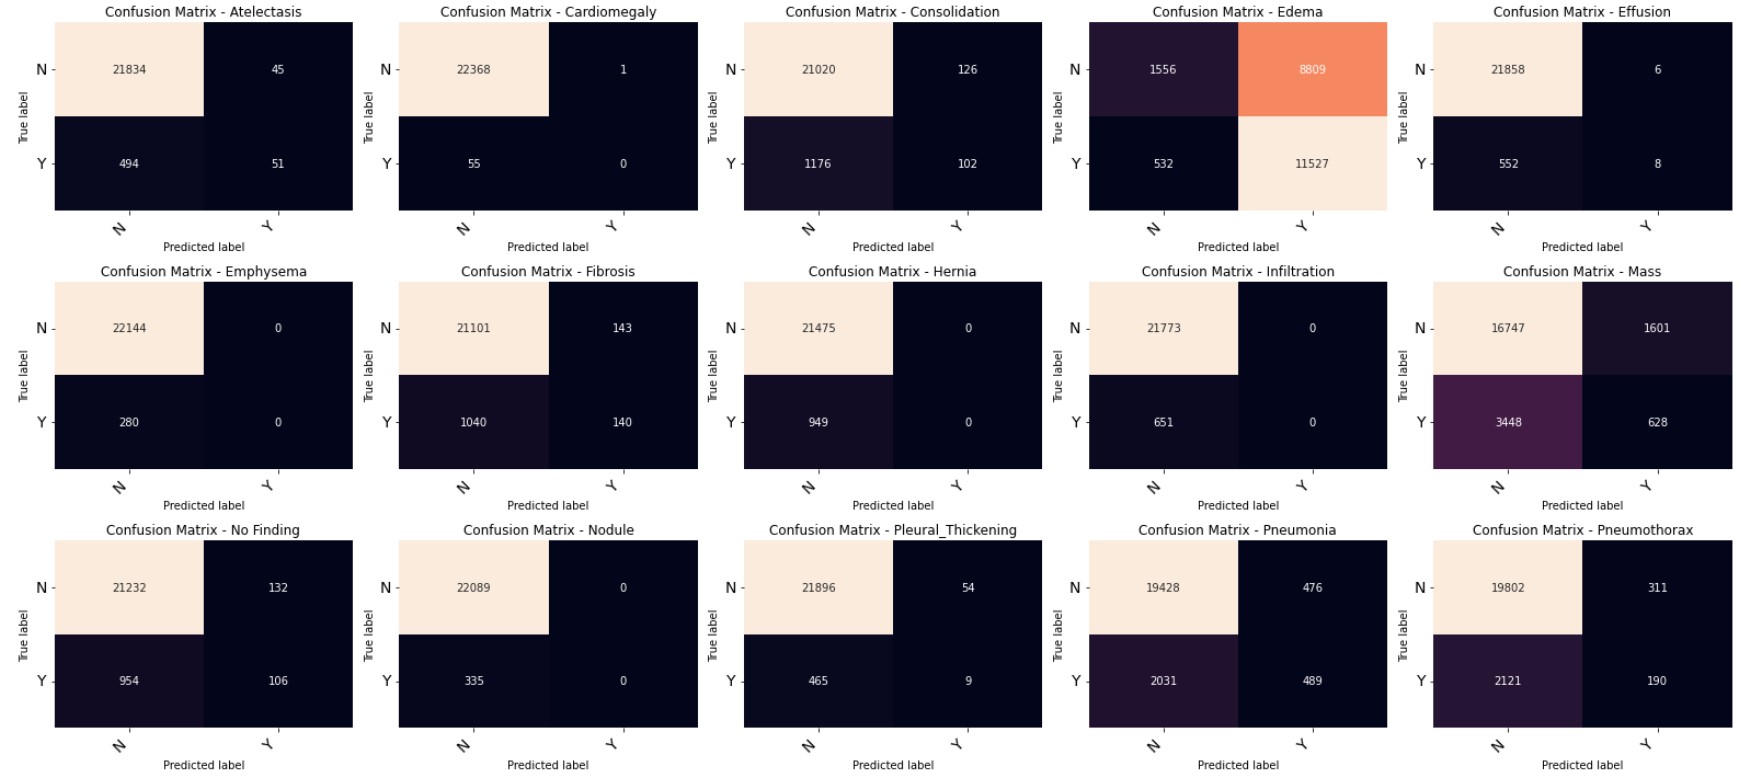 Confusion Matrix - Atelectasis
N 21834 45
Y 494 51
True label
N Y
Predicted label
Confusion Matrix - Cardiomegaly
N 22368 1
Y 55 0
True label
N Y
Predicted label
Confusion Matrix - Consolidation
N 21020 126
Y 1176 102
True label
N Y
Predicted label
Confusion Matrix - Edema
N 1556 8809
Y 532 11527
True label
N Y
Predicted label
Confusion Matrix - Effusion
N 21858 6
Y 552 8
True label
N Y
Predicted label
Confusion Matrix - Emphysema
N 22144 0
Y 280 0
True label
N Y
Predicted label
Confusion Matrix - Fibrosis
N 21101 143
Y 1040 140
True label
N Y
Predicted label
Confusion Matrix - Hernia
N 21475 0
Y 949 0
True label
N Y
Predicted label
Confusion Matrix - Infiltration
N 21773 0
Y 651 0
True label
N Y
Predicted label
Confusion Matrix - Mass
N 16747 1601
Y 3448 628
True label
N Y
Predicted label
Confusion Matrix - No Finding
N 21232 132
Y 954 106
True label
N Y
Predicted label
Confusion Matrix - Nodule
N 22089 0
Y 335 0
True label
N Y
Predicted label
Confusion Matrix - Pleural_Thickening
N 21896 54
Y 465 9
True label
N Y
Predicted label
Confusion Matrix - Pneumonia
N 19428 476
Y 2031 489
True label
N Y
Predicted label
Confusion Matrix - Pneumothorax
N 19802 311
Y 2121 190
True label
N Y
Predicted label